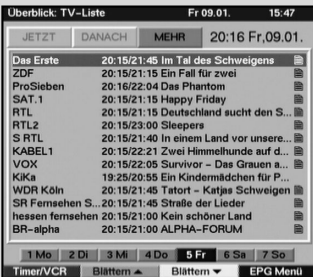 Überblick: TV-Liste Fr 09.01. 15:47
JETZT DANACH MEHR 20:16 Fr,09.01.
Das Erste 20:15/21:45 Im Tal des Schweigens
ZDF 20:15/21:15 Ein Fall für zwei
ProSieben 20:16/22:04 Das Phantom
SAT.1 20:15/21:15 Happy Friday
RTL 20:15/21:15 Deutschland sucht den S...
RTL2 20:15/23:00 Sleepers
S RTL 20:15/21:40 In einem Land vor unsere...
KABEL1 20:15/22:21 Zwei Himmelhunde auf d...
VOX 20:15/22:05 Survivor - Das Grauen a...
KiKa 19:25/20:55 Ein Kindermädchen für P...
WDR Köln 20:15/21:45 Tatort - Katjas Schweigen
SR Fernsehen S... 20:15/21:45 Straße der Lieder
hessen fernsehen 20:15/21:00 Kein schöner Land
BR-alpha 20:15/21:00 ALPHA-FORUM
1 Mo 2 Di 3 Mi 4 Do 5 Fr 6 Sa 7 So
Timer/VCR Blättern ▲ Blättern ▼ EPG Menü